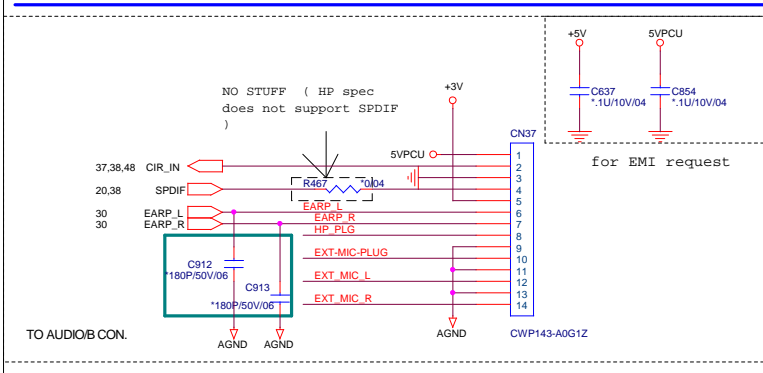 +5V
5VPCU
C637
*.1U/10V/04
C854
*.1U/10V/04
for EMI request
NO STUFF ( HP spec
does not support SPDIF
)
+3V
CN37
5VPCU
1
2
3
4
5
6
7
8
9
10
11
12
13
14
37,38,48 CIR_IN
20,38 SPDIF
R467 *0/04
30 EARP_L
30 EARP_R
EARP_L
EARP_R
HP_PLG
EXT-MIC-PLUG
EXT_MIC_L
EXT_MIC_R
C912
*180P/50V/06
C913
*180P/50V/06
AGND
AGND
AGND
CWP143-A0G1Z
TO AUDIO/B CON.